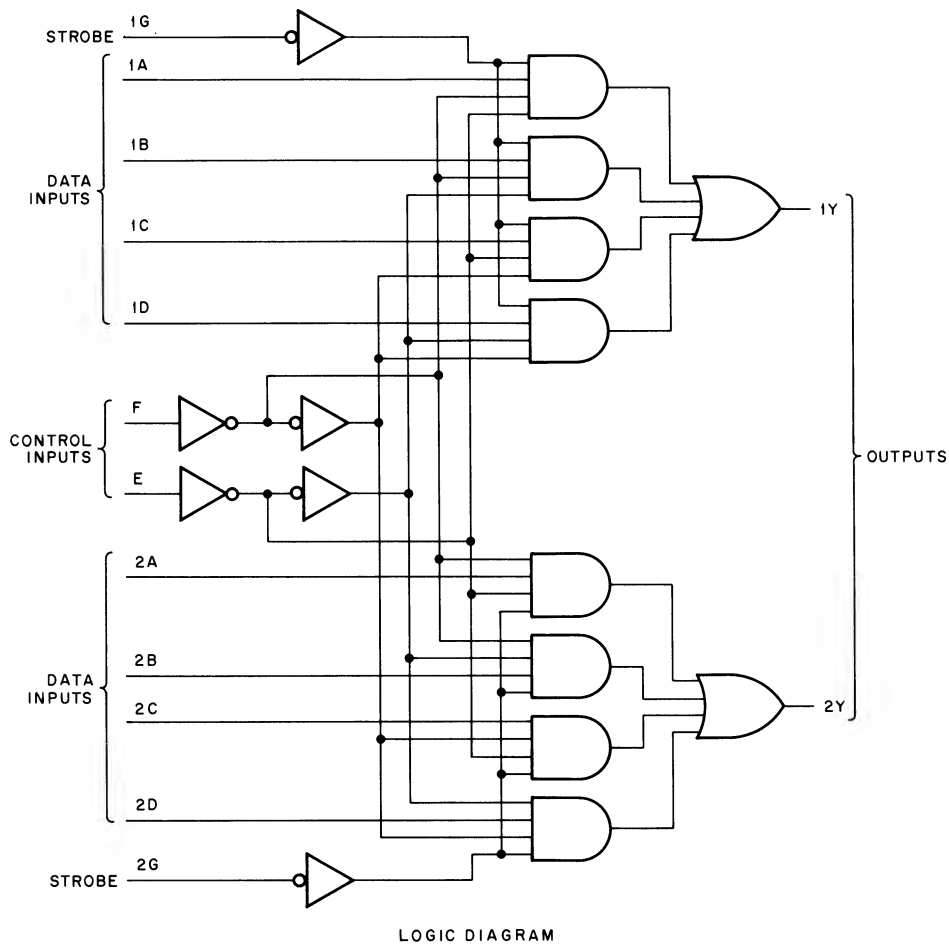 1G
STROBE
1A
1B
DATA
INPUTS
1C
1D
1Y
F
CONTROL
INPUTS
E
OUTPUTS
2A
2B
DATA
INPUTS
2C
2D
2Y
2G
STROBE
LOGIC DIAGRAM